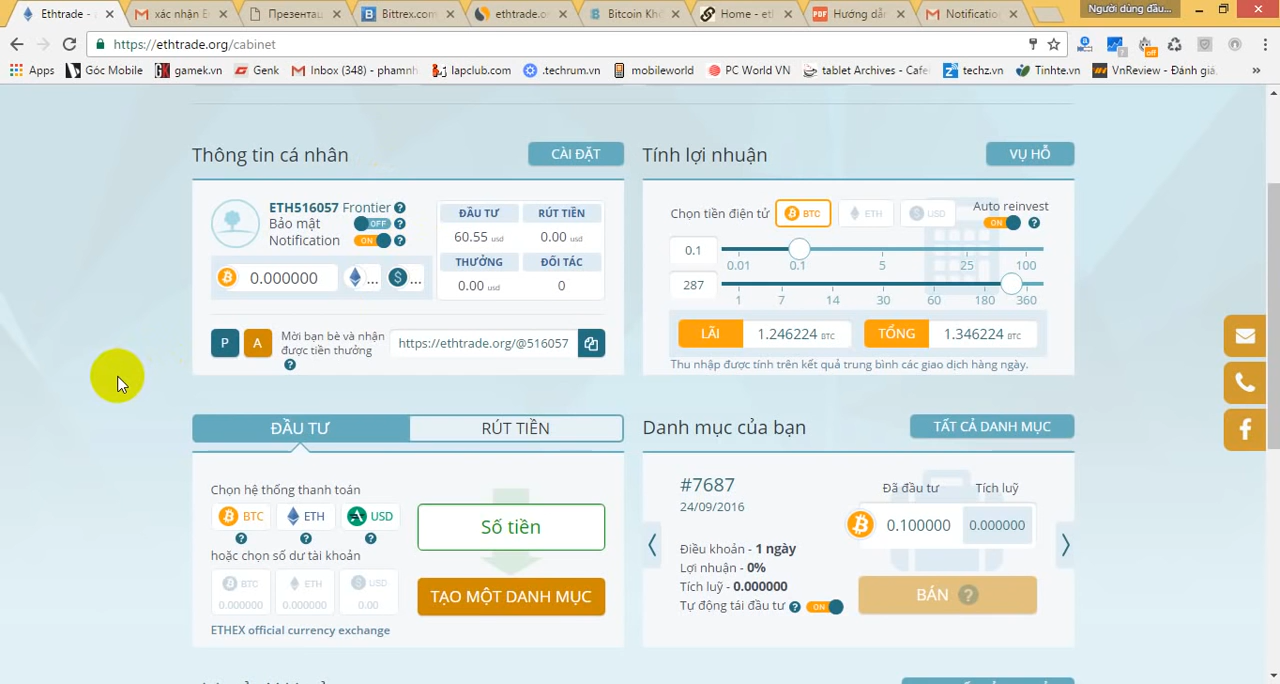 Ethtrade - 
xác nhận E
Презентац
Bittrex.com
ethtrade.o
Bitcoin Khở
Home - eth
Hướng dẫn
Notificatio
Người dùng đầu...
https://ethtrade.org/cabinet
Apps
Góc Mobile
gamek.vn
Genk
Inbox (348) - phamnh
lapclub.com
.techrum.vn
mobileworld
PC World VN
tablet Archives - Cafe
techz.vn
Tinhte.vn
VnReview - Đánh giá
»
Thông tin cá nhân
CÀI ĐẶT
ETH516057 Frontier ?
Bảo mật OFF ?
Notification ON ?
0.000000
...
...
ĐẦU TƯ
RÚT TIỀN
60.55 usd
0.00 usd
THƯỞNG
ĐỐI TÁC
0.00 usd
0
P
A
Mời bạn bè và nhận
được tiền thưởng
?
https://ethtrade.org/@516057
Tính lợi nhuận
VỤ HỖ
Chọn tiền điện tử
BTC
ETH
USD
Auto reinvest
ON ?
0.1
0.01 0.1 5 25 100
287
1 7 14 30 60 180 360
LÃI
1.246224 BTC
TỔNG
1.346224 BTC
Thu nhập được tính trên kết quả trung bình các giao dịch hàng ngày.
ĐẦU TƯ
RÚT TIỀN
Chọn hệ thống thanh toán
BTC
ETH
USD
? ? ?
hoặc chọn số dư tài khoản
BTC
ETH
USD
0.000000
0.000000
0.00
ETHEX official currency exchange
Số tiền
TẠO MỘT DANH MỤC
Danh mục của bạn
TẤT CẢ DANH MỤC
#7687
24/09/2016
Đã đầu tư
Tích luỹ
0.100000
0.000000
Điều khoản - 1 ngày
Lợi nhuận - 0%
Tích luỹ - 0.000000
Tự động tái đầu tư ? ON
BÁN ?